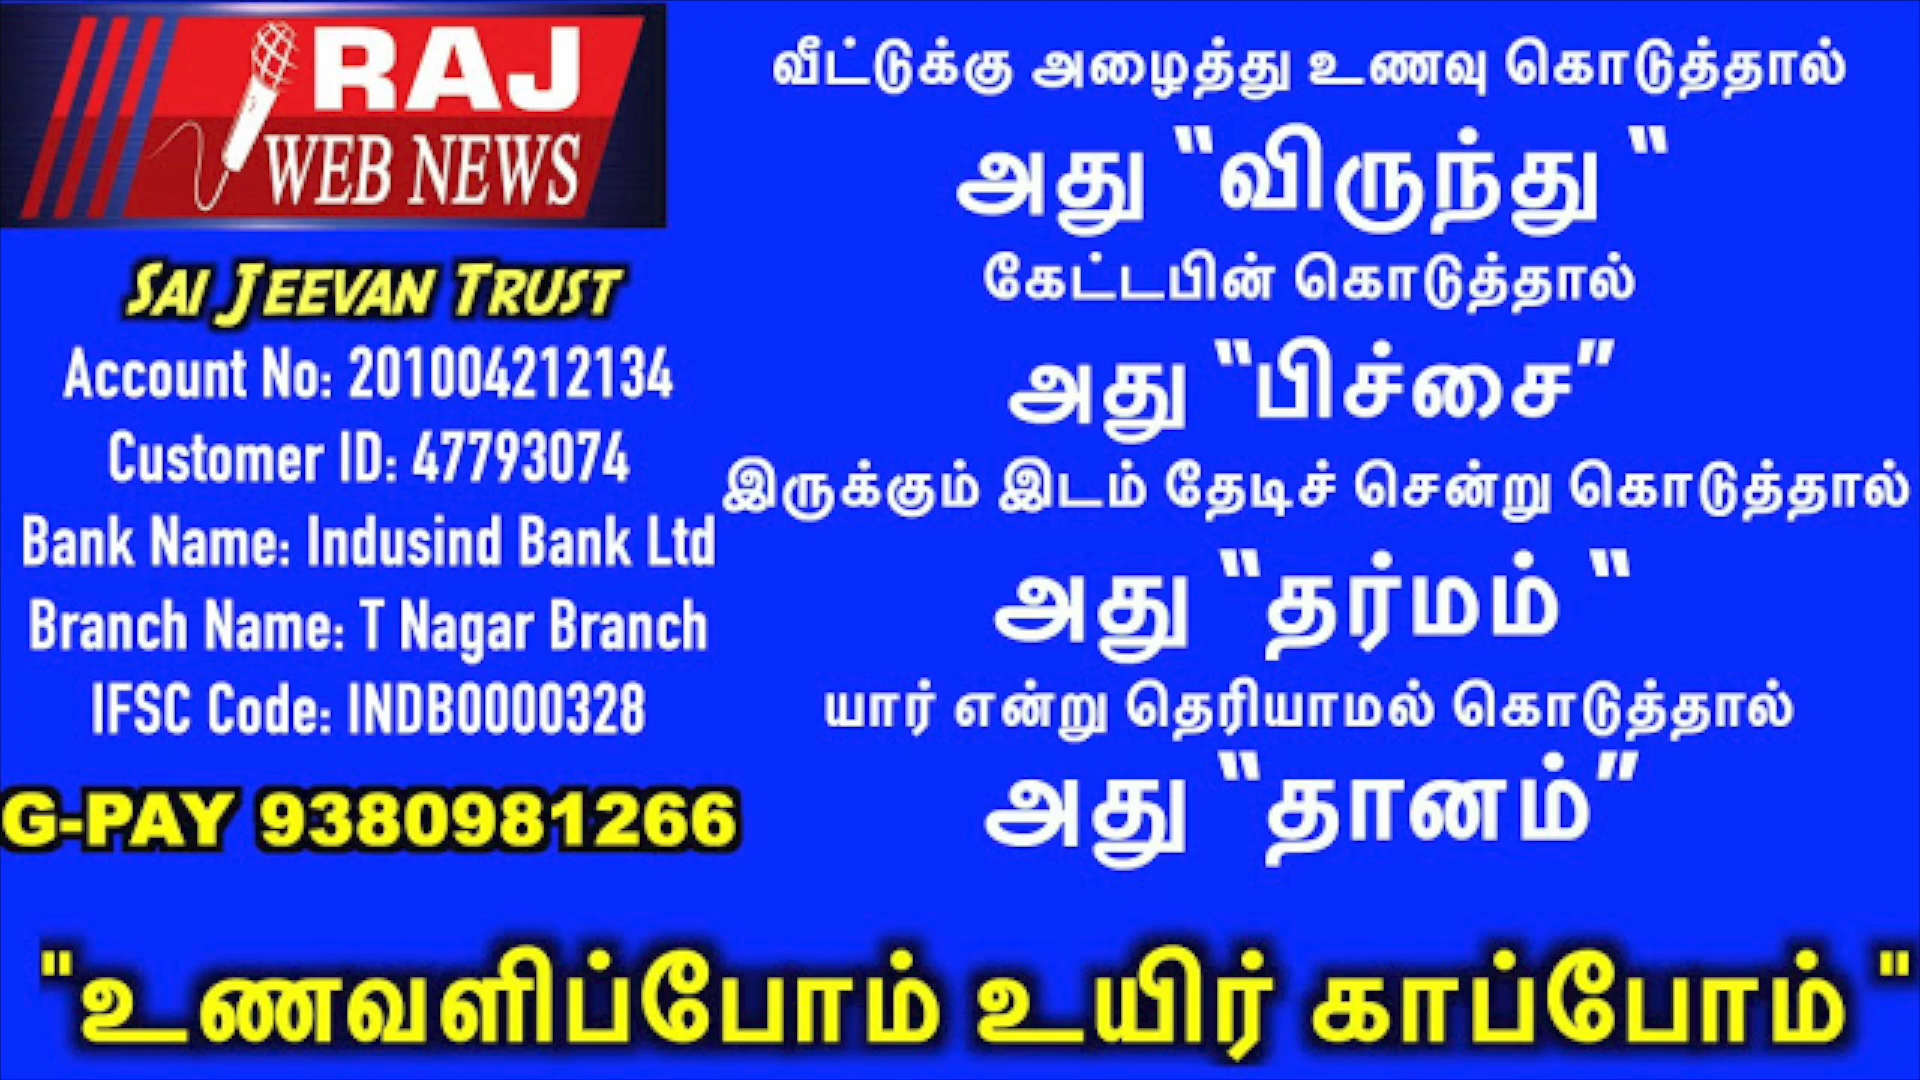 RAJ
WEB NEWS
SAI JEEVAN TRUST
Account No: 201004212134
Customer ID: 47793074
Bank Name: Indusind Bank Ltd
Branch Name: T Nagar Branch
IFSC Code: INDB0000328
G-PAY 9380981266
வீட்டுக்கு அழைத்து உணவு கொடுத்தால்
அது "விருந்து "
கேட்டபின் கொடுத்தால்
அது "பிச்சை"
இருக்கும் இடம் தேடிச் சென்று கொடுத்தால்
அது "தர்மம் "
யார் என்று தெரியாமல் கொடுத்தால்
அது "தானம்"
"உணவளிப்போம் உயிர் காப்போம் "